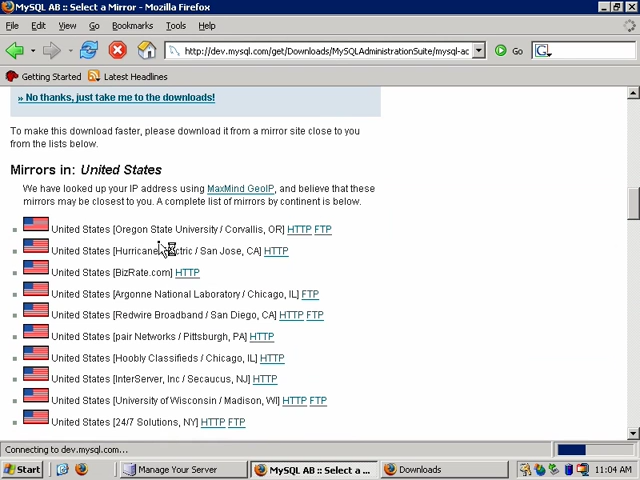 MySQL AB :: Select a Mirror - Mozilla Firefox
File Edit View Go Bookmarks Tools Help
http://dev.mysql.com/get/Downloads/MySQLAdministrationSuite/mysql-ac Go
Getting Started Latest Headlines
» No thanks, just take me to the downloads!
To make this download faster, please download it from a mirror site close to you
from the lists below.
Mirrors in: United States
We have looked up your IP address using MaxMind GeoIP, and believe that these
mirrors may be closest to you. A complete list of mirrors by continent is below.
United States [Oregon State University / Corvallis, OR] HTTP FTP
United States [Hurricane Electric / San Jose, CA] HTTP
United States [BizRate.com] HTTP
United States [Argonne National Laboratory / Chicago, IL] FTP
United States [Redwire Broadband / San Diego, CA] HTTP FTP
United States [pair Networks / Pittsburgh, PA] HTTP
United States [Hoobly Classifieds / Chicago, IL] HTTP
United States [InterServer, Inc / Secaucus, NJ] HTTP
United States [University of Wisconsin / Madison, WI] HTTP FTP
United States [24/7 Solutions, NY] HTTP FTP
Connecting to dev.mysql.com...
Start Manage Your Server MySQL AB :: Select a ... Downloads 11:04 AM